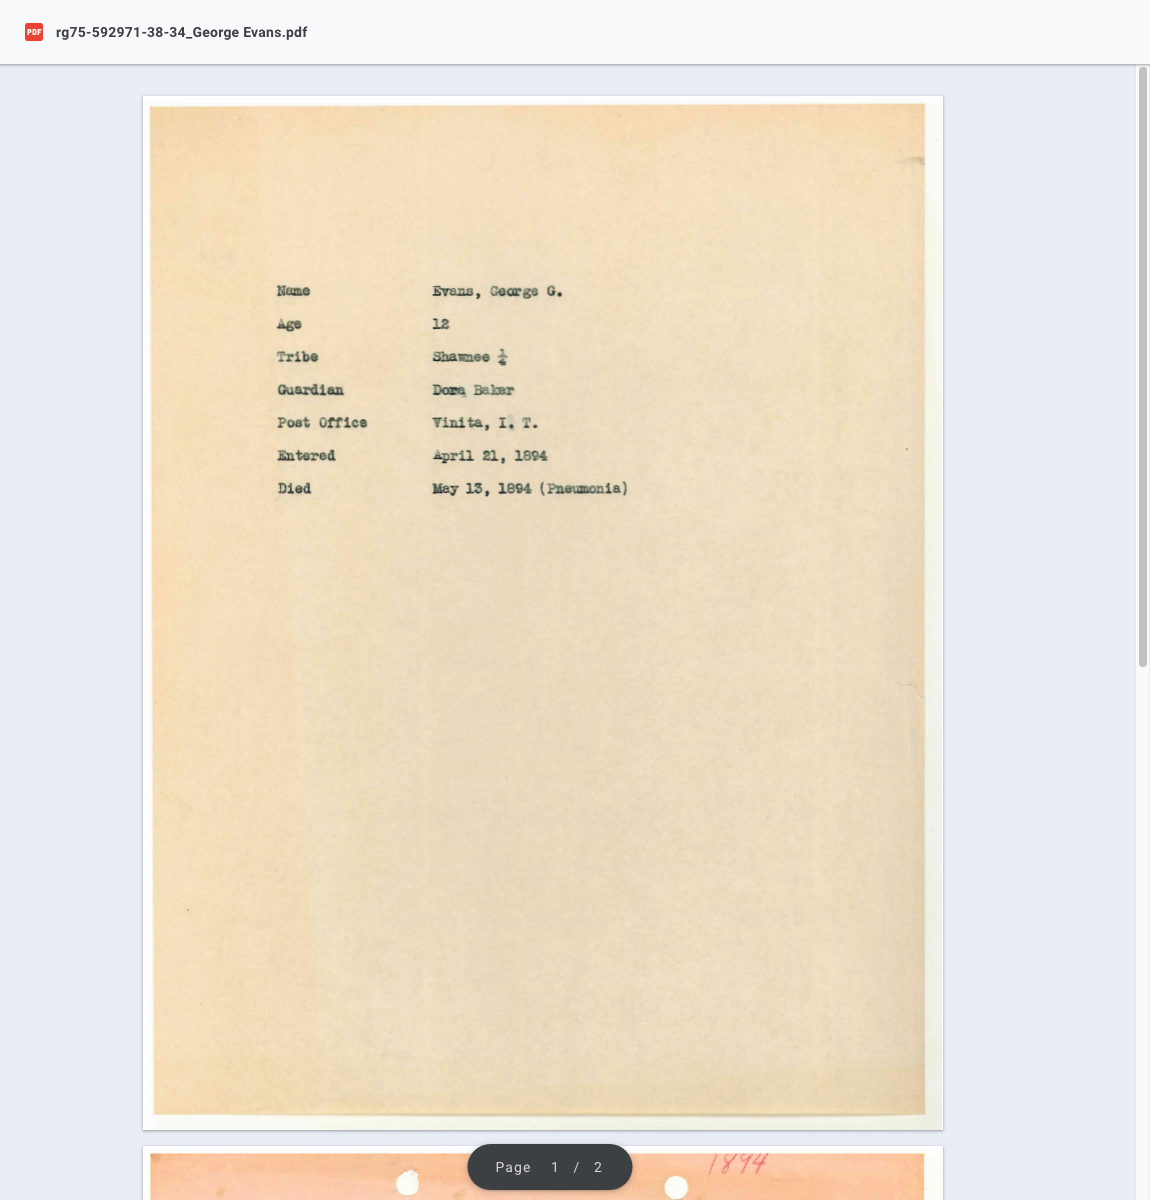 PDF rg75-592971-38-34_George Evans.pdf
Name Evans, George G.
Age 12
Tribe Shawnee ¼
Guardian Dora Baker
Post Office Vinita, I. T.
Entered April 21, 1894
Died May 13, 1894 (Pneumonia)
1894
Page 1 / 2